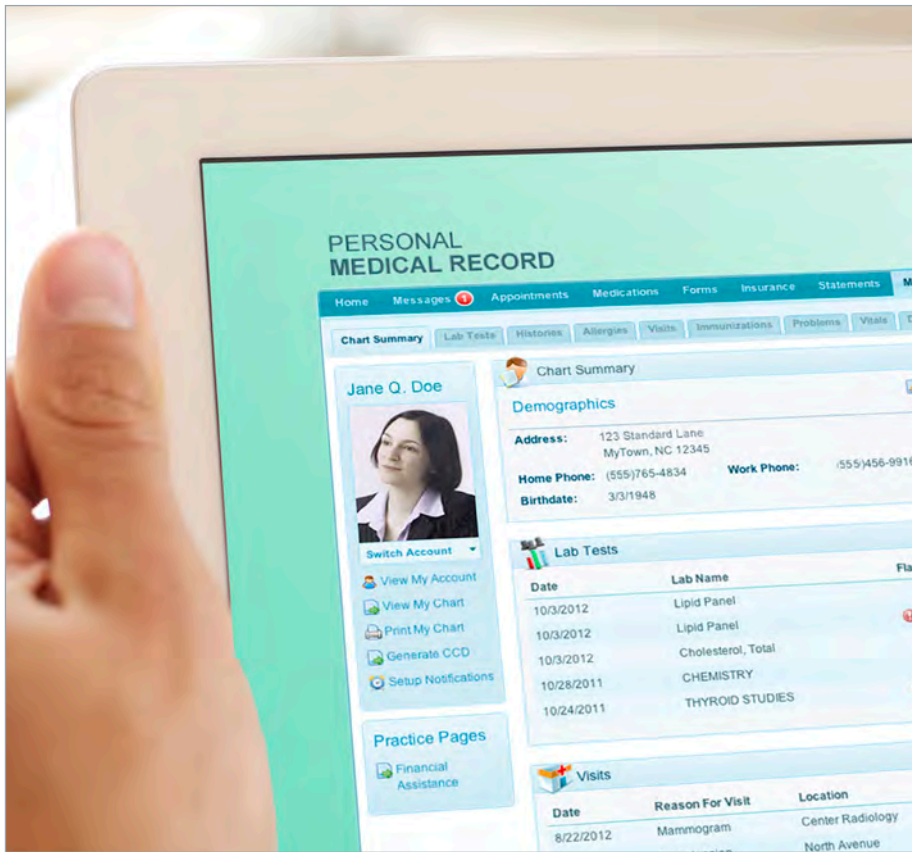 PERSONAL
MEDICAL RECORD
Home Messages 1 Appointments Medications Forms Insurance Statements M
Chart Summary Lab Tests Histories Allergies Visits Immunizations Problems Vitals D
Jane Q. Doe
Switch Account
View My Account
View My Chart
Print My Chart
Generate CCD
Setup Notifications
Practice Pages
Financial
Assistance
Chart Summary
Demographics
Address: 123 Standard Lane
MyTown, NC 12345
Home Phone: (555)765-4834 Work Phone: (555)456-9916
Birthdate: 3/3/1948
Lab Tests
Date Lab Name Fla
10/3/2012 Lipid Panel
10/3/2012 Lipid Panel
10/3/2012 Cholesterol, Total
10/28/2011 CHEMISTRY
10/24/2011 THYROID STUDIES
Visits
Date Reason For Visit Location
8/22/2012 Mammogram Center Radiology
North Avenue